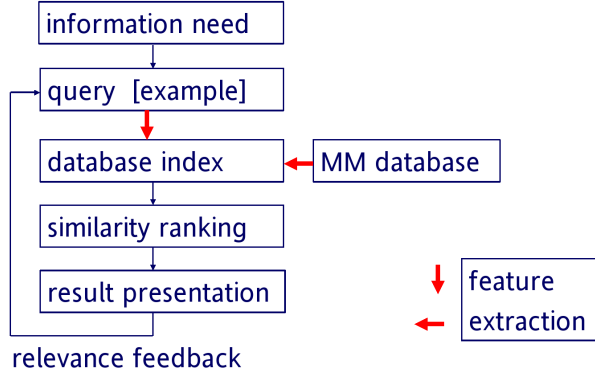 information need
query [example]
database index
MM database
similarity ranking
result presentation
feature
extraction
relevance feedback